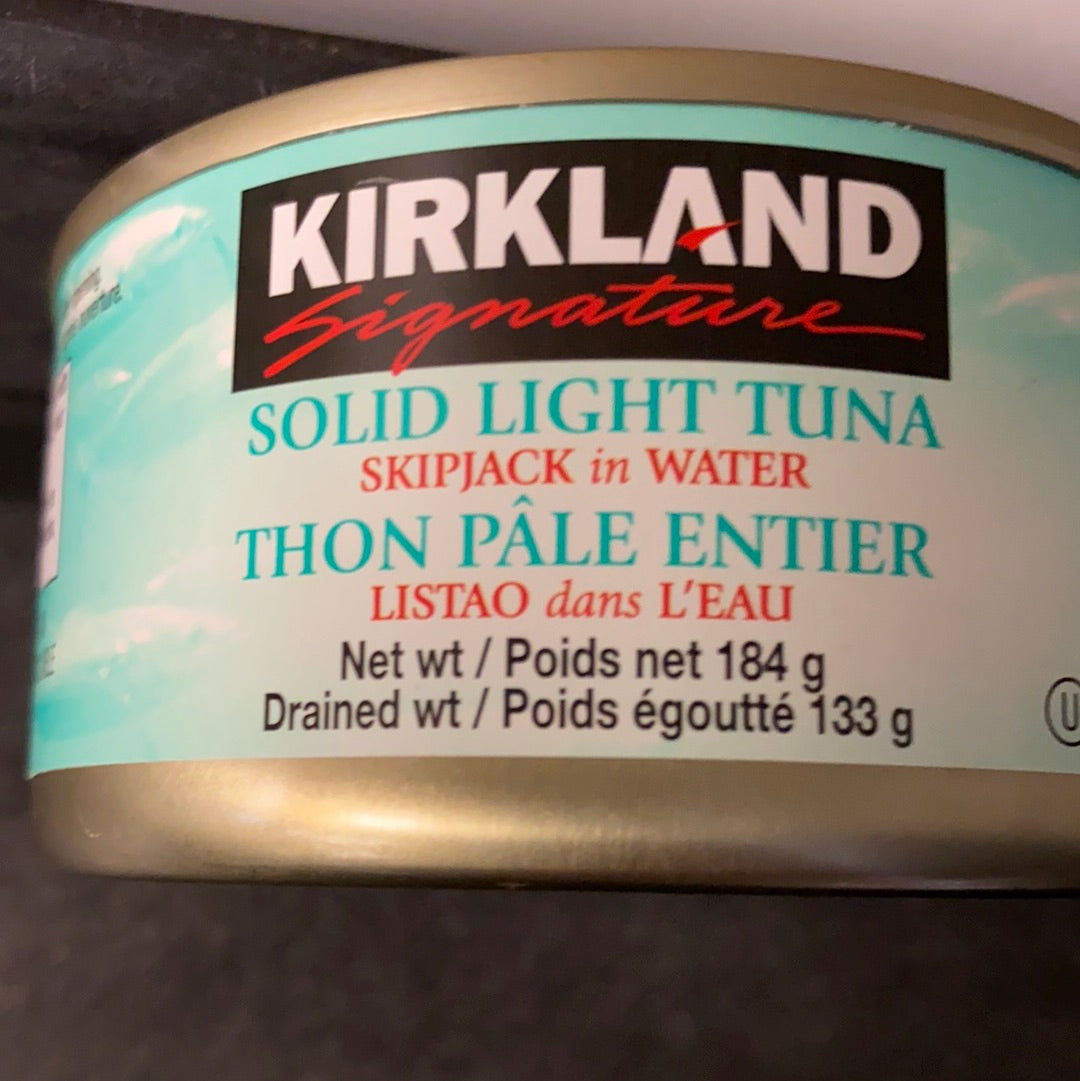 KIRKLAND
Signature
SOLID LIGHT TUNA
SKIPJACK in WATER
THON PÂLE ENTIER
LISTAO dans L'EAU
Net wt / Poids net 184 g
Drained wt / Poids égoutté 133 g
U